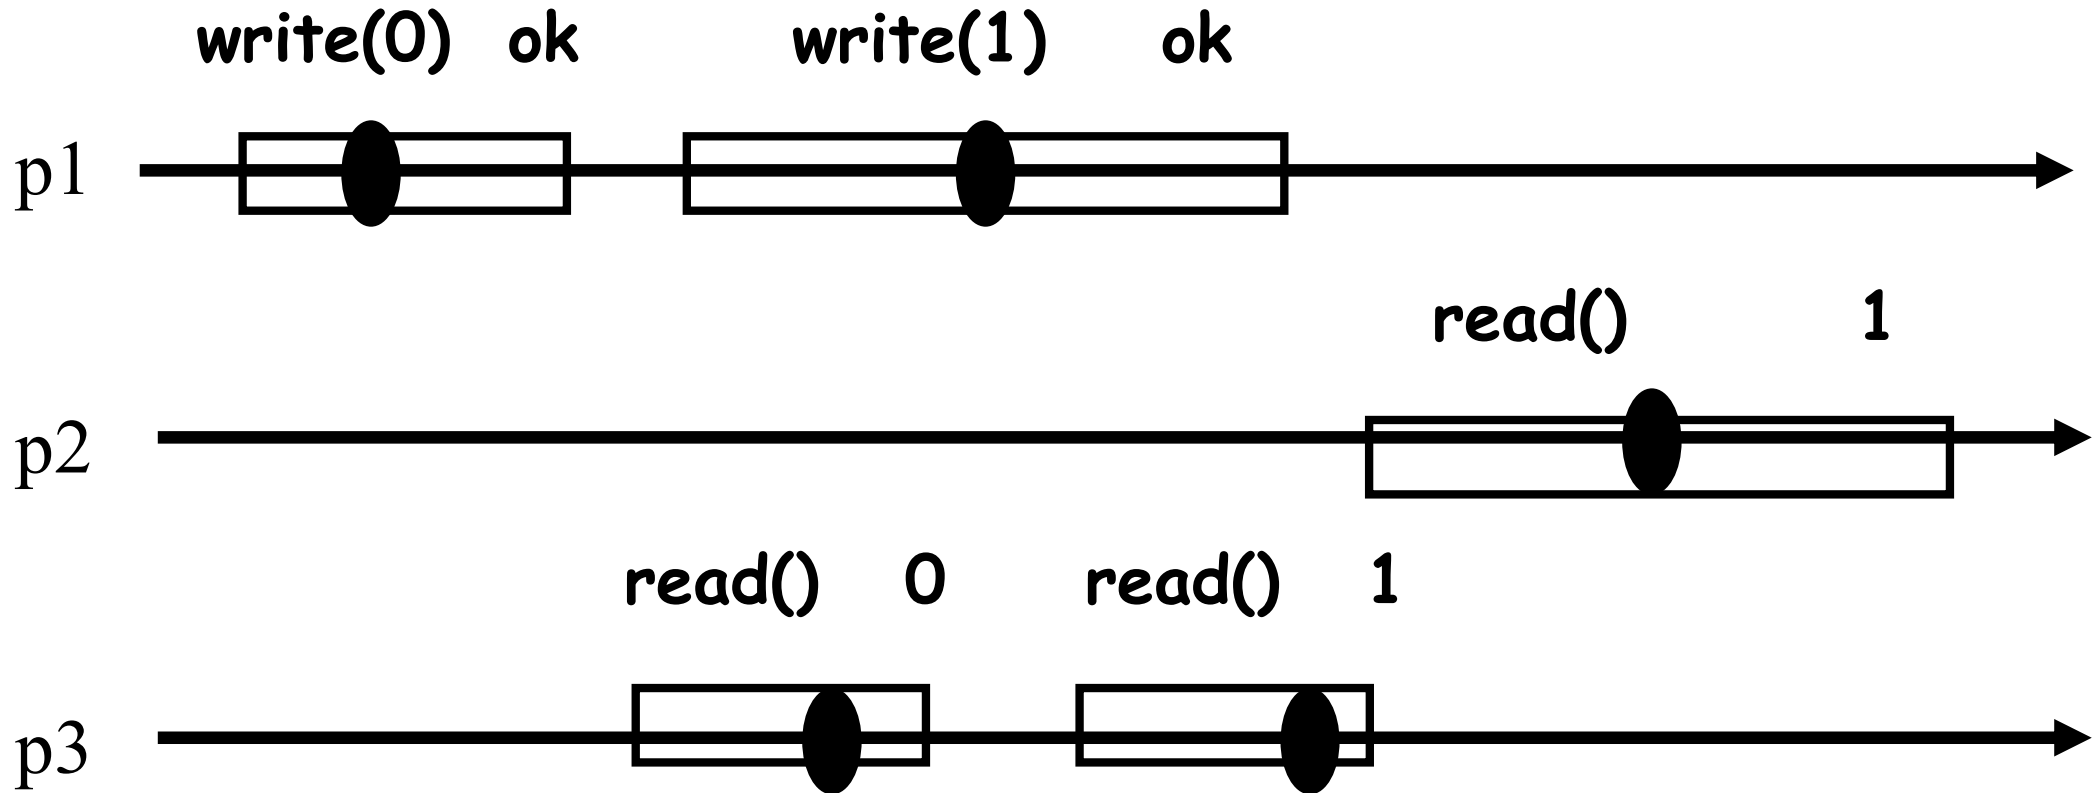 write(0) ok write(1) ok
p1
read() 1
p2
read() 0 read() 1
p3